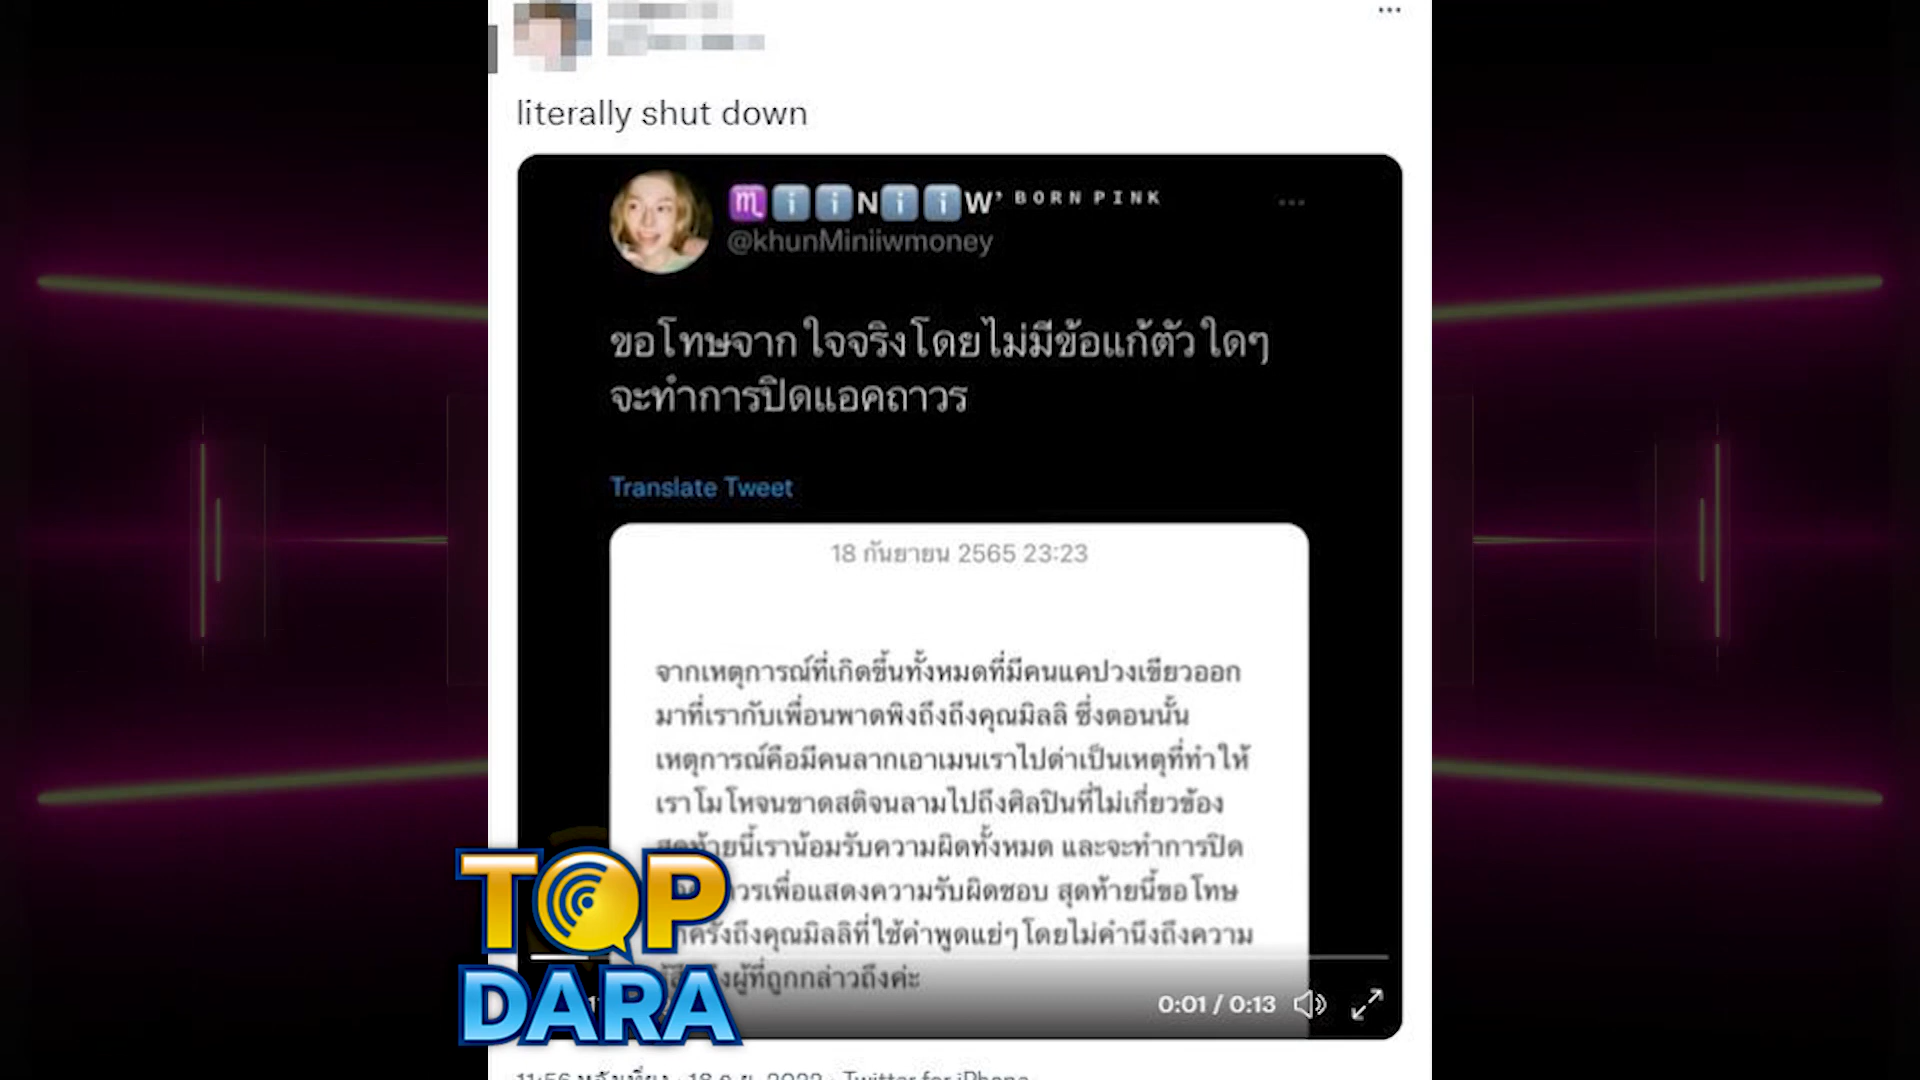 literally shut down
♏ℹ️ℹ️Nℹ️ℹ️W’ ᴮᴼᴿᴺ ᴾᴵᴺᴷ
@khunMiniiwmoney
ขอโทษจากใจจริงโดยไม่มีข้อแก้ตัวใดๆ
จะทำการปิดแอคถาวร
Translate Tweet
18 กันยายน 2565 23:23
จากเหตุการณ์ที่เกิดขึ้นทั้งหมดที่มีคนแคปวงเขียวออก
มาที่เรากับเพื่อนพาดพิงถึงถึงคุณมิลลิ ซึ่งตอนนั้น
เหตุการณ์คือมีคนลากเอาเมนเราไปด่าเป็นเหตุที่ทำให้
เราโมโหจนขาดสติจนลามไปถึงศิลปินที่ไม่เกี่ยวข้อง
สุดท้ายนี้เราน้อมรับความผิดทั้งหมด และจะทำการปิด
วรเพื่อแสดงความรับผิดชอบ สุดท้ายนี้ขอโทษ
ครั้งถึงคุณมิลลิที่ใช้คำพูดแย่ๆโดยไม่คำนึงถึงความ
ผู้ที่ถูกกล่าวถึงค่ะ
0:01 / 0:13
TOP
DARA
11:56 หลังเที่ยง · 18 ก.ย. 2022 · Twitter for iPhone